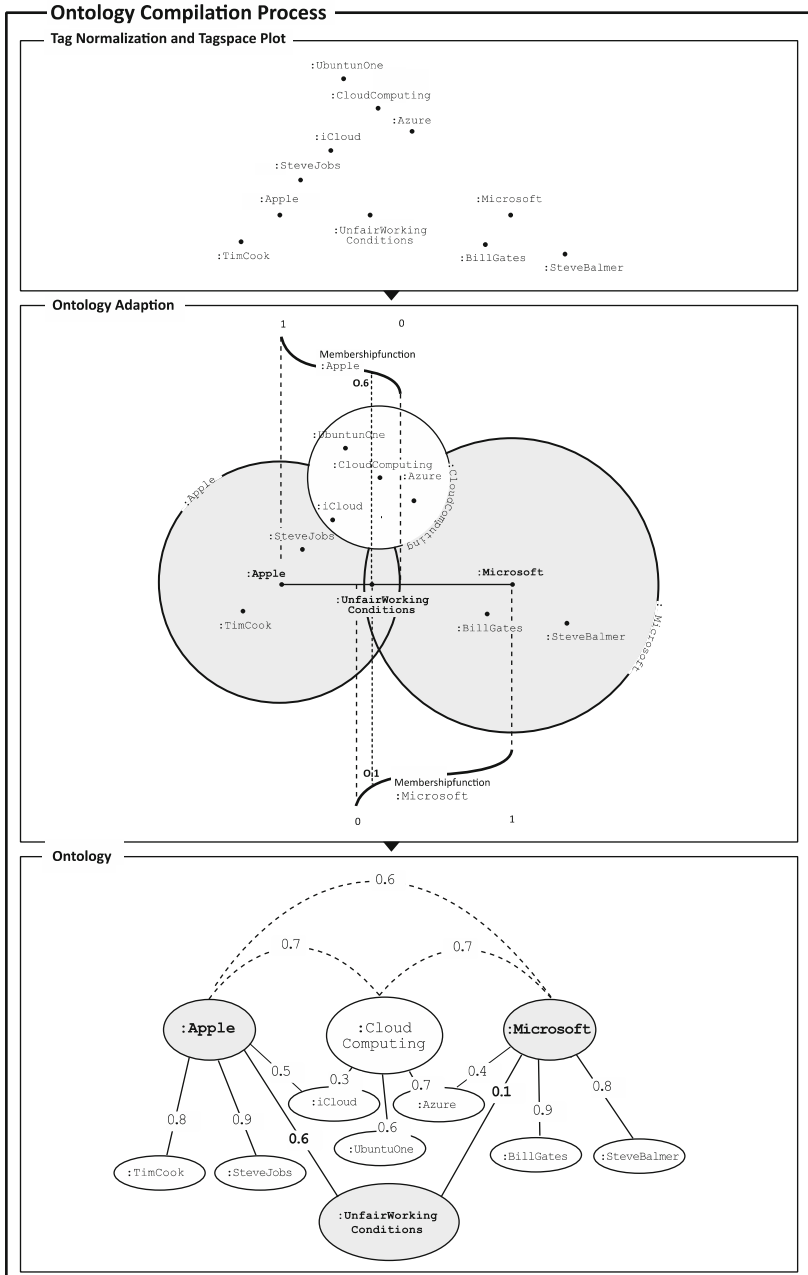 Ontology Compilation Process
Tag Normalization and Tagspace Plot
:UbuntunOne
:CloudComputing
:Azure
:iCloud
:SteveJobs
:Apple
:Microsoft
:UnfairWorking
Conditions
:TimCook
:BillGates
:SteveBalmer
Ontology Adaption
1
0
Membershipfunction
:Apple
0.6
:UbuntunOne
:CloudComputing
:CloudComputing
:Azure
:Apple
:iCloud
:SteveJobs
:Apple
:Microsoft
:UnfairWorking
Conditions
:TimCook
:BillGates
:SteveBalmer
:Microsoft
0.1
Membershipfunction
:Microsoft
0
1
Ontology
0.6
0.7
0.7
:Apple
:Cloud
Computing
:Microsoft
0.5
0.3
0.7
0.4
0.1
0.8
:iCloud
:Azure
0.8
0.9
0.6
0.6
0.9
:UbuntuOne
:BillGates
:SteveBalmer
:TimCook
:SteveJobs
:UnfairWorking
Conditions